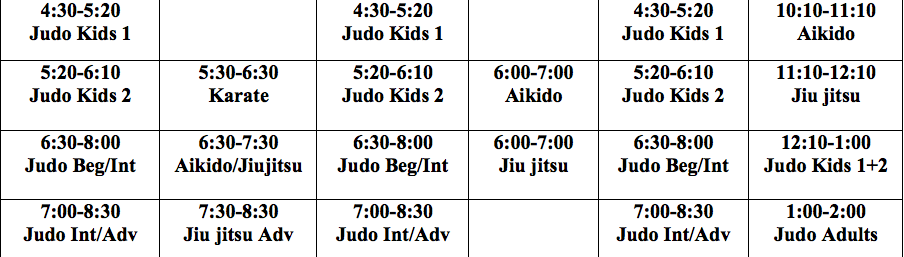 4:30-5:20
Judo Kids 1
4:30-5:20
Judo Kids 1
4:30-5:20
Judo Kids 1
10:10-11:10
Aikido
5:20-6:10
Judo Kids 2
5:30-6:30
Karate
5:20-6:10
Judo Kids 2
6:00-7:00
Aikido
5:20-6:10
Judo Kids 2
11:10-12:10
Jiu jitsu
6:30-8:00
Judo Beg/Int
6:30-7:30
Aikido/Jiujitsu
6:30-8:00
Judo Beg/Int
6:00-7:00
Jiu jitsu
6:30-8:00
Judo Beg/Int
12:10-1:00
Judo Kids 1+2
7:00-8:30
Judo Int/Adv
7:30-8:30
Jiu jitsu Adv
7:00-8:30
Judo Int/Adv
7:00-8:30
Judo Int/Adv
1:00-2:00
Judo Adults